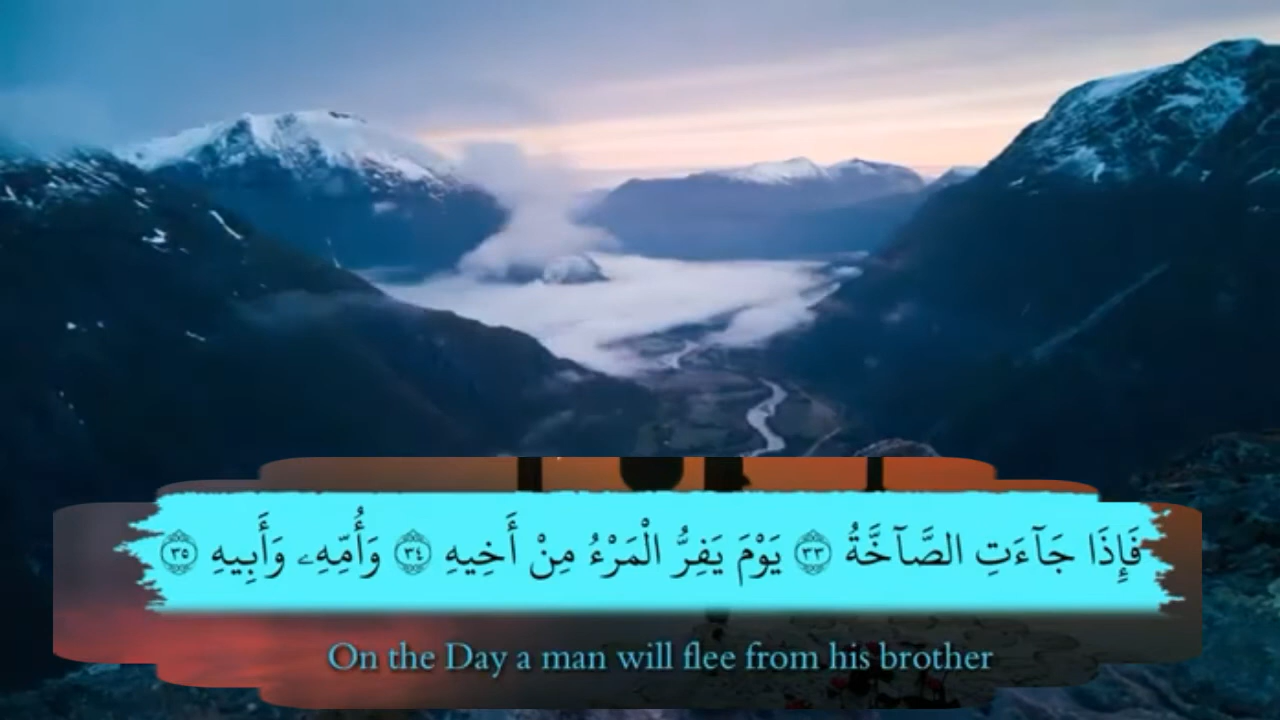 فَإِذَا جَآءَتِ الصَّآخَّةُ ٣٣ يَوْمَ يَفِرُّ الْمَرْءُ مِنْ أَخِيهِ ٣٤ وَأُمِّهِۦ وَأَبِيهِ ٣٥
On the Day a man will flee from his brother